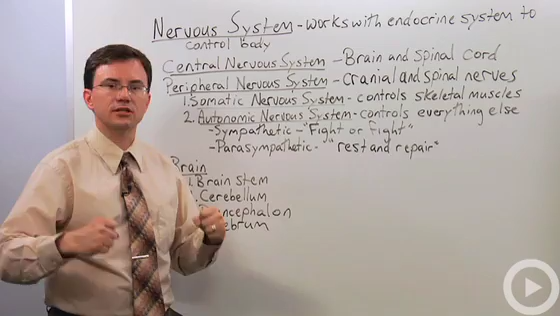 Nervous System - works with endocrine system to
control body
Central Nervous System - Brain and spinal cord
Peripheral Nervous System - Cranial and spinal nerves
1. Somatic Nervous System - controls skeletal muscles
2. Autonomic Nervous System - controls everything else
- Sympathetic - "Fight or fight"
- Parasympathetic - "rest and repair"
Brain
1. Brain stem
. Cerebellum
ncephalon
ebrum